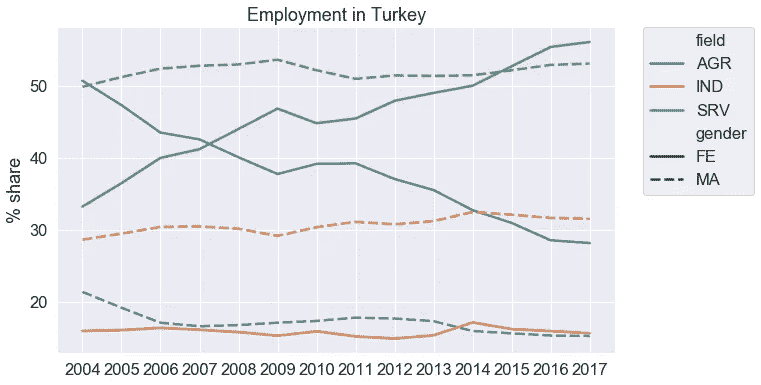 Employment in Turkey
% share
50
40
30
20
2004 2005 2006 2007 2008 2009 2010 2011 2012 2013 2014 2015 2016 2017
field
AGR
IND
SRV
gender
FE
MA